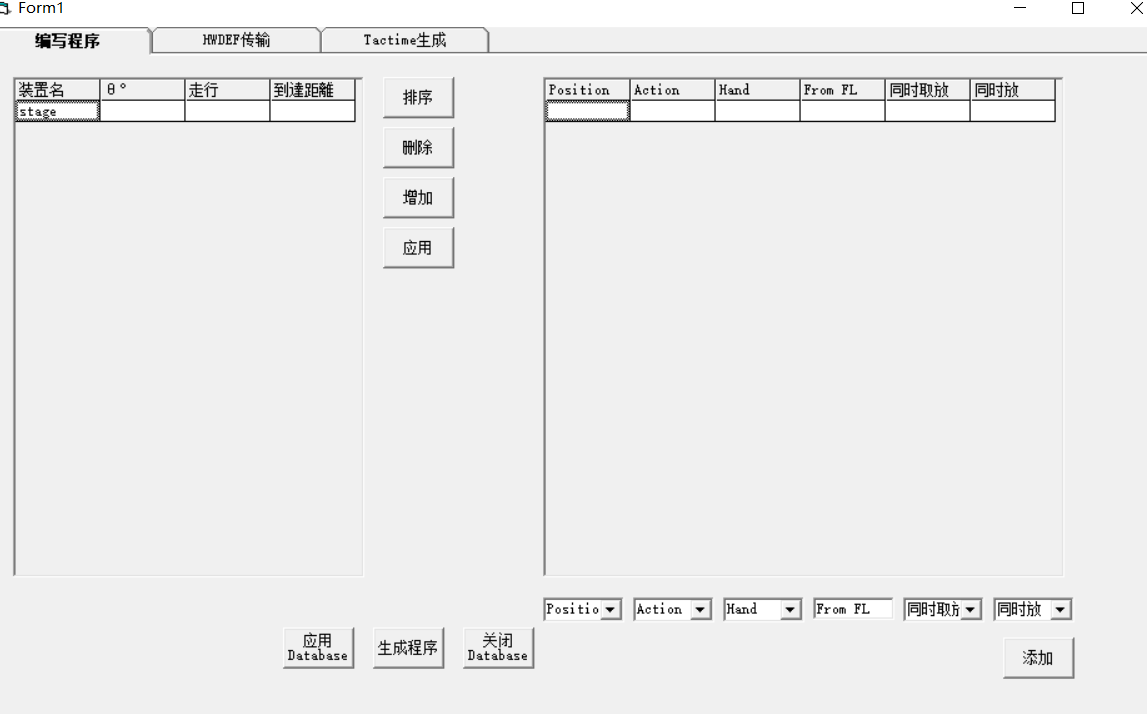 Form1
编写程序 HWDEF传输 Tactime生成
装置名 θ° 走行 到達距離
stage
排序
删除
增加
应用
Position Action Hand From FL 同时取放 同时放
Positio Action Hand From FL 同时取方 同时放
应用 Database
生成程序
关闭 Database
添加